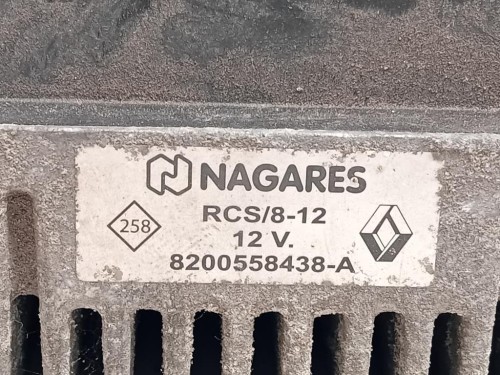 NAGARES
RCS/8-12
258
12 V.
8200558438-A